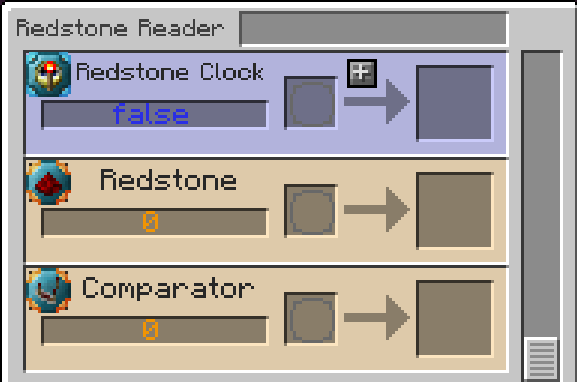 Redstone Reader
Redstone Clock
false
Redstone
0
Comparator
0